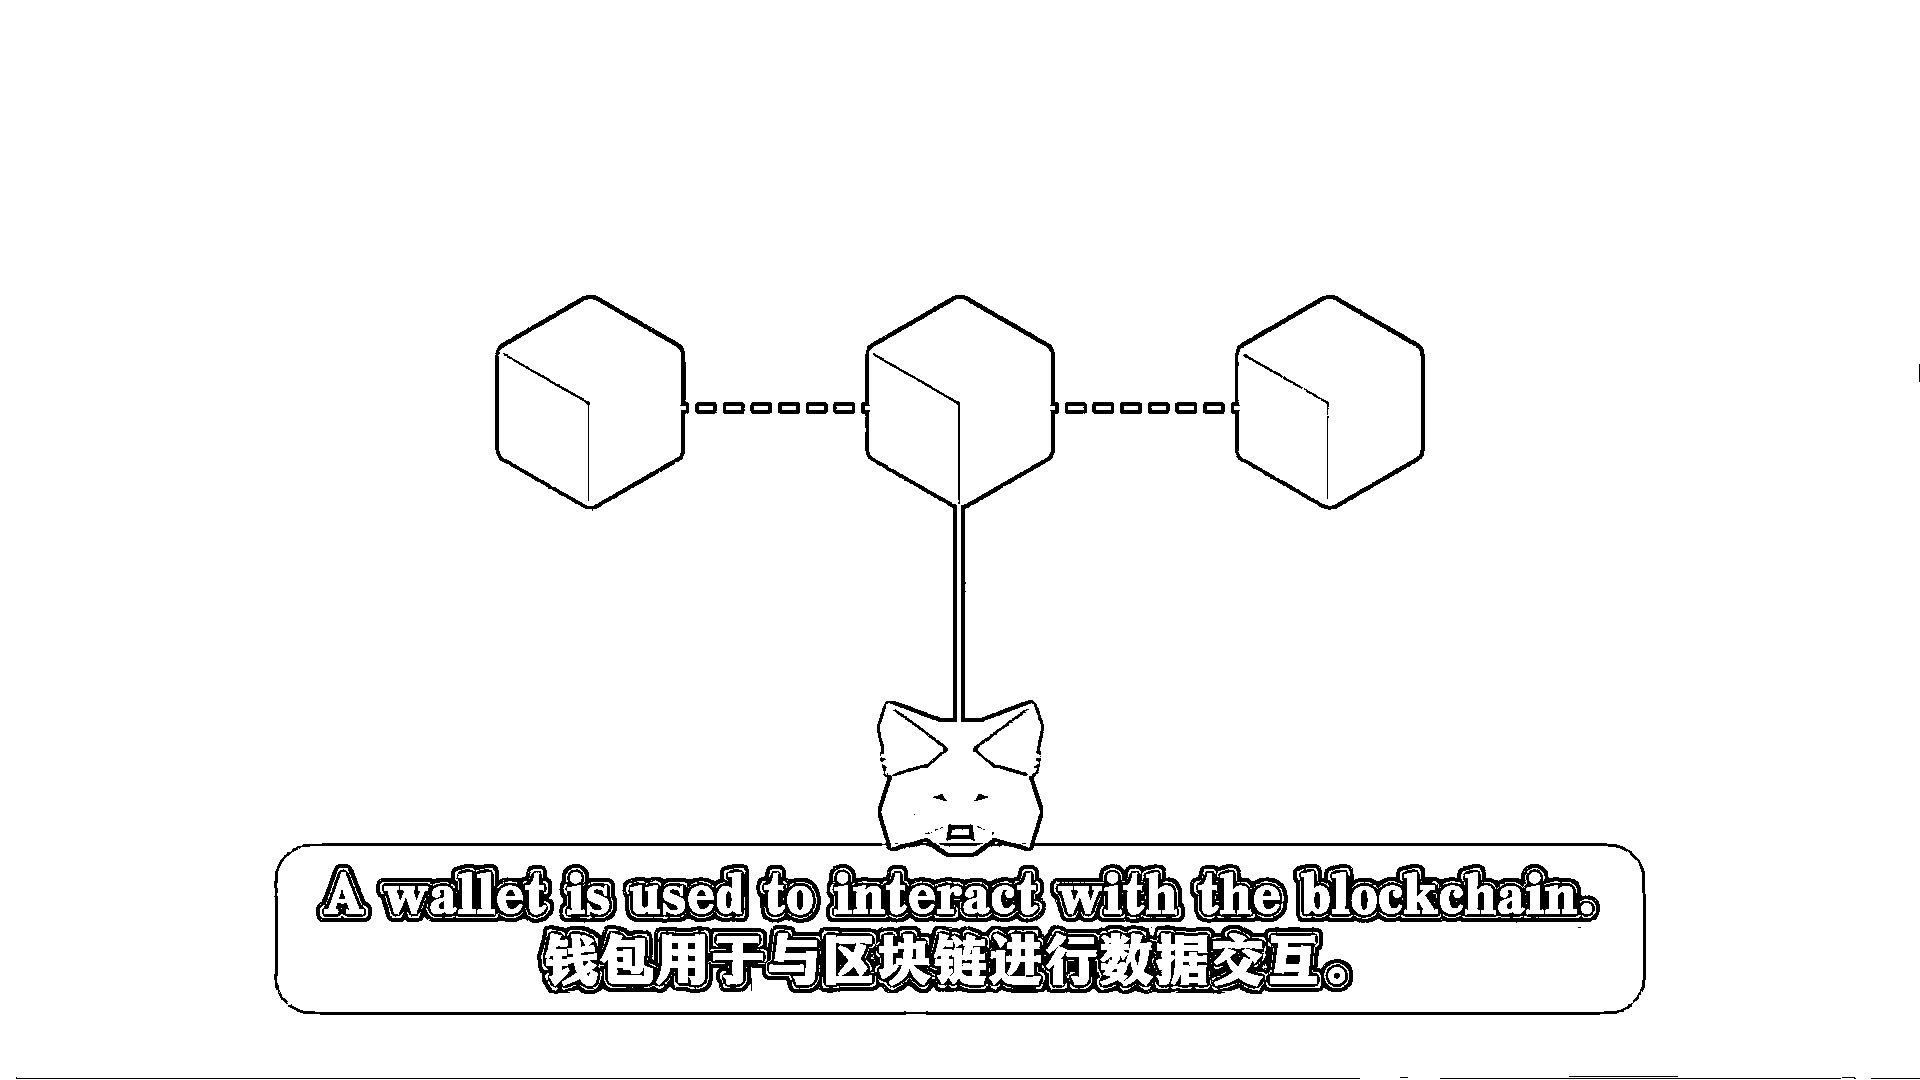 A wallet is used to interact with the blockchain.
钱包用于与区块链进行数据交互。